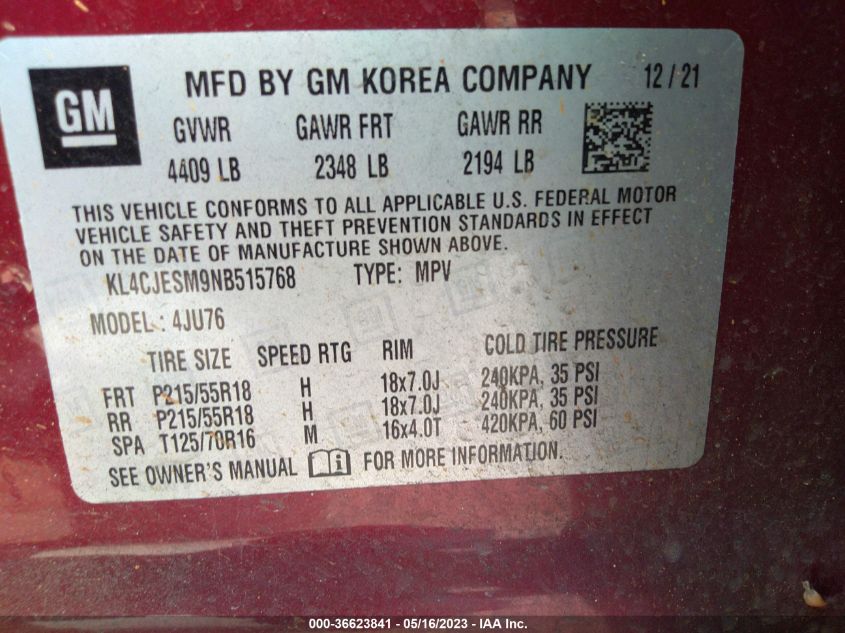 GM
MFD BY GM KOREA COMPANY 12 / 21
GVWR GAWR FRT GAWR RR
4409 LB 2348 LB 2194 LB
THIS VEHICLE CONFORMS TO ALL APPLICABLE U.S. FEDERAL MOTOR
VEHICLE SAFETY AND THEFT PREVENTION STANDARDS IN EFFECT
ON THE DATE OF MANUFACTURE SHOWN ABOVE.
KL4CJESM9NB515768 TYPE: MPV
MODEL: 4JU76
TIRE SIZE SPEED RTG RIM COLD TIRE PRESSURE
FRT P215/55R18 H 18x7.0J 240KPA, 35 PSI
RR P215/55R18 H 18x7.0J 240KPA, 35 PSI
SPA T125/70R16 M 16x4.0T 420KPA, 60 PSI
SEE OWNER'S MANUAL FOR MORE INFORMATION.
000-36623841 - 05/16/2023 - IAA Inc.